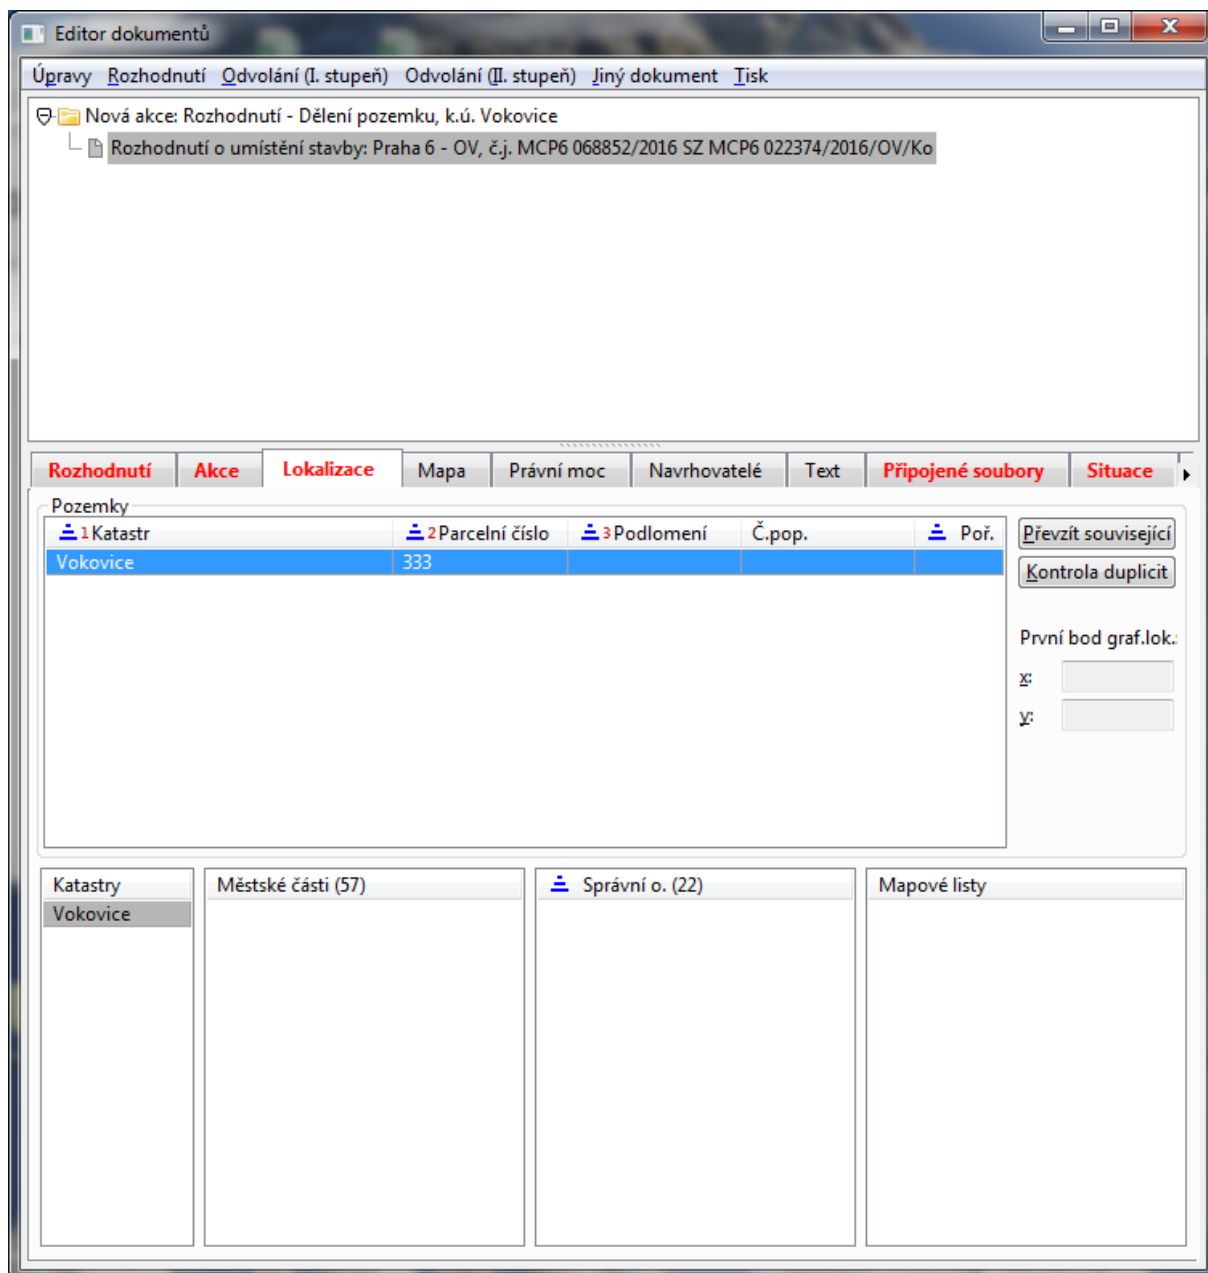 Editor dokumentů
Úpravy Rozhodnutí Odvolání (I. stupeň) Odvolání (II. stupeň) Jiný dokument Tisk
Nová akce: Rozhodnutí - Dělení pozemku, k.ú. Vokovice
Rozhodnutí o umístění stavby: Praha 6 - OV, č.j. MCP6 068852/2016 SZ MCP6 022374/2016/OV/Ko
Rozhodnutí Akce Lokalizace Mapa Právní moc Navrhovatelé Text Připojené soubory Situace
Pozemky
1 Katastr 2 Parcelní číslo 3 Podlomení Č.pop. Poř.
Vokovice 333
Převzít související
Kontrola duplicit
První bod graf.lok.:
x:
y:
Katastry Městské části (57) Správní o. (22) Mapové listy
Vokovice